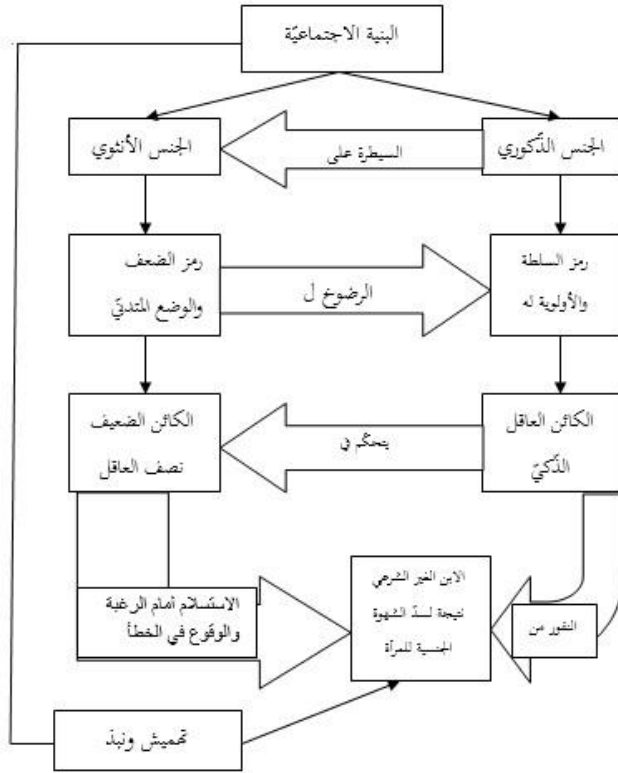 البنية الاجتماعيّة
الجنس الذّكوري
السيطرة على
الجنس الأنثوي
رمز السلطة
والأولوية له
رمز الضعف
والوضع المتدنّي
الرضوخ ل
الكائن العاقل
الذّكيّ
يتحكّم في
الكائن الضعيف
نصف العاقل
الابن الغير الشرعي
نتيجة لسدّ الشهوة
الجنسية للمرأة
النفور من
الاستسلام أمام الرغبة
والوقوع في الخطأ
تهميش ونبذ